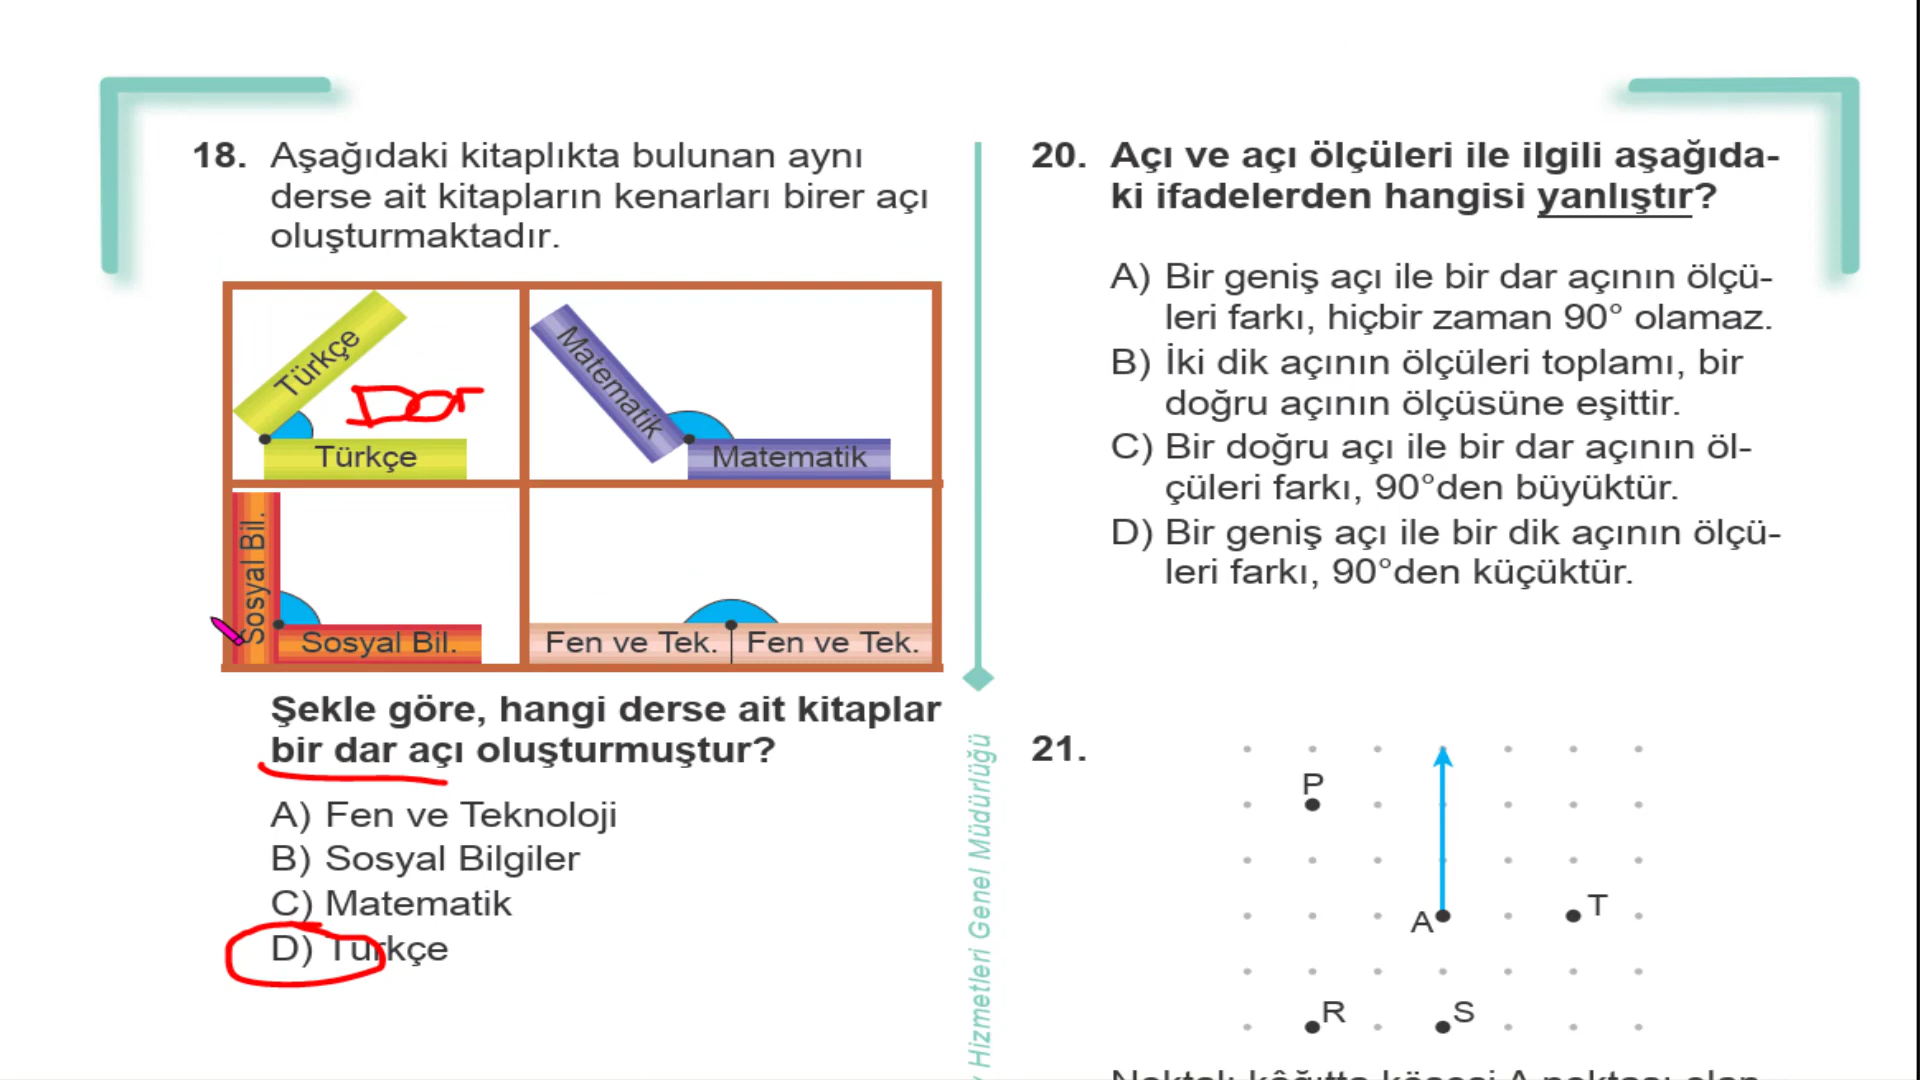 18. Aşağıdaki kitaplıkta bulunan aynı
derse ait kitapların kenarları birer açı
oluşturmaktadır.
Türkçe
Dar
Türkçe
Matematik
Matematik
Sosyal Bil.
Sosyal Bil.
Fen ve Tek.
Fen ve Tek.
Şekle göre, hangi derse ait kitaplar
bir dar açı oluşturmuştur?
A) Fen ve Teknoloji
B) Sosyal Bilgiler
C) Matematik
D) Türkçe
Hizmetleri Genel Müdürlüğü
20. Açı ve açı ölçüleri ile ilgili aşağıda-
ki ifadelerden hangisi yanlıştır?
A) Bir geniş açı ile bir dar açının ölçü-
leri farkı, hiçbir zaman 90° olamaz.
B) İki dik açının ölçüleri toplamı, bir
doğru açının ölçüsüne eşittir.
C) Bir doğru açı ile bir dar açının öl-
çüleri farkı, 90°den büyüktür.
D) Bir geniş açı ile bir dik açının ölçü-
leri farkı, 90°den küçüktür.
21.
P
A
T
R
S